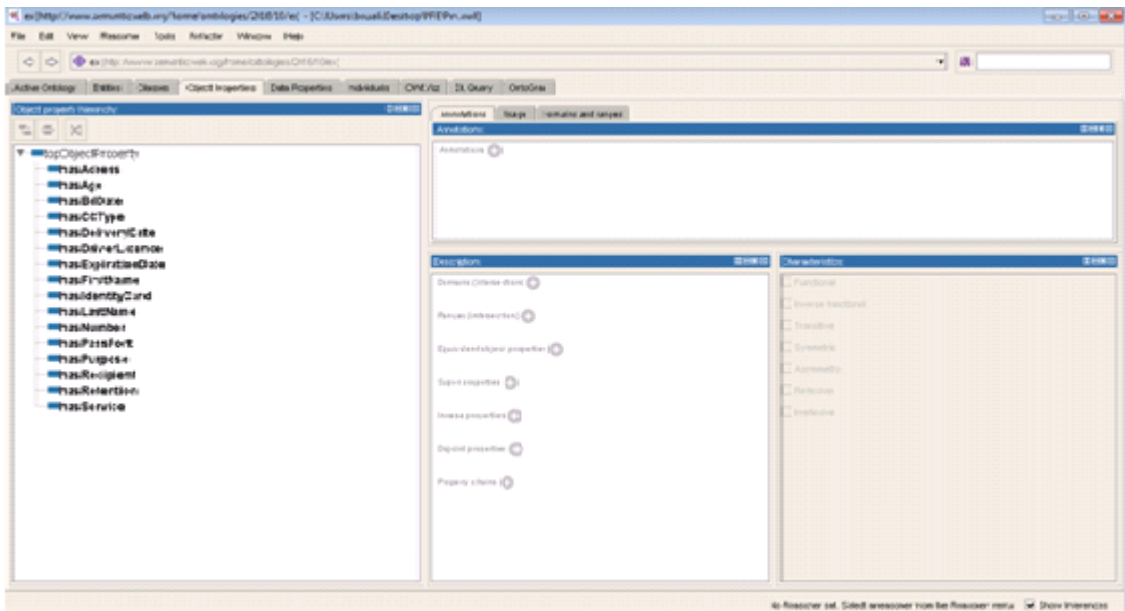 File Edit View Reasoner Tools Refactor Window Help
Active Ontology Entities Classes Object Properties Data Properties Individuals OWLViz DL Query OntoGraf
Object property hierarchy:
topObjectProperty
hasAccess
hasAge
hasBillDate
hasCCType
hasDeliveryDate
hasDriverLicence
hasExpirationDate
hasFirstName
hasIdentityCard
hasLastName
hasNumber
hasPassPort
hasPurpose
hasRecipient
hasRetention
hasService
Annotations Usage Domains and ranges
Annotations:
Annotations
Description:
Domains (intersection)
Ranges (intersection)
Equivalent object properties
Super properties
Inverse properties
Disjoint properties
Property chains
Characteristics:
Functional
Inverse functional
Transitive
Symmetric
Asymmetric
Reflexive
Irreflexive
No Reasoner set. Select a reasoner from the Reasoner menu Show Inferences